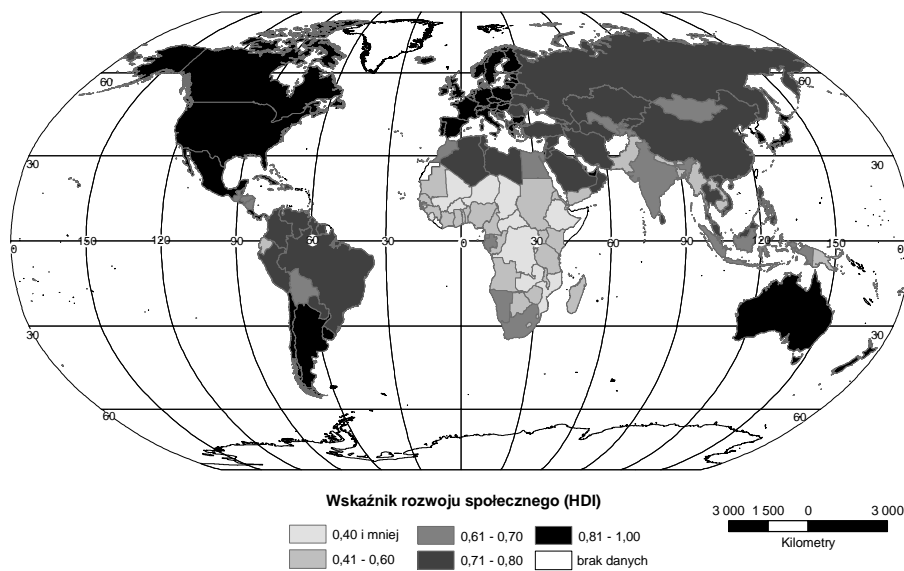 60
60
30
30
0
150
120
90
60
30
0
30
60
90
120
150
0
30
30
60
60
Wskaźnik rozwoju społecznego (HDI)
0,40 i mniej
0,61 - 0,70
0,81 - 1,00
0,41 - 0,60
0,71 - 0,80
brak danych
3 000 1 500 0 3 000
Kilometry